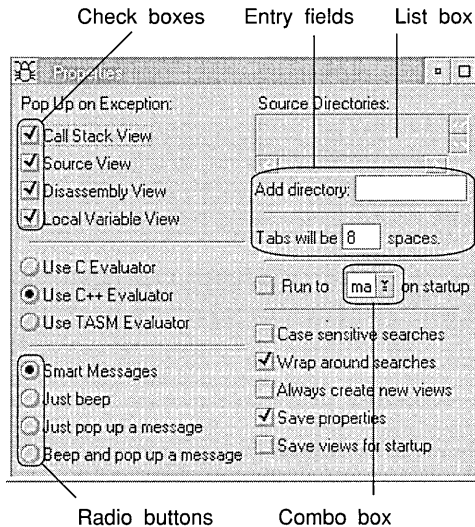 Check boxes
Entry fields
List box
Properties
Pop Up on Exception:
Call Stack View
Source View
Disassembly View
Local Variable View
Use C Evaluator
Use C++ Evaluator
Use TASM Evaluator
Smart Messages
Just beep
Just pop up a message
Beep and pop up a message
Source Directories:
Add directory:
Tabs will be 8 spaces.
Run to ma on startup
Case sensitive searches
Wrap around searches
Always create new views
Save properties
Save views for startup
Radio buttons
Combo box